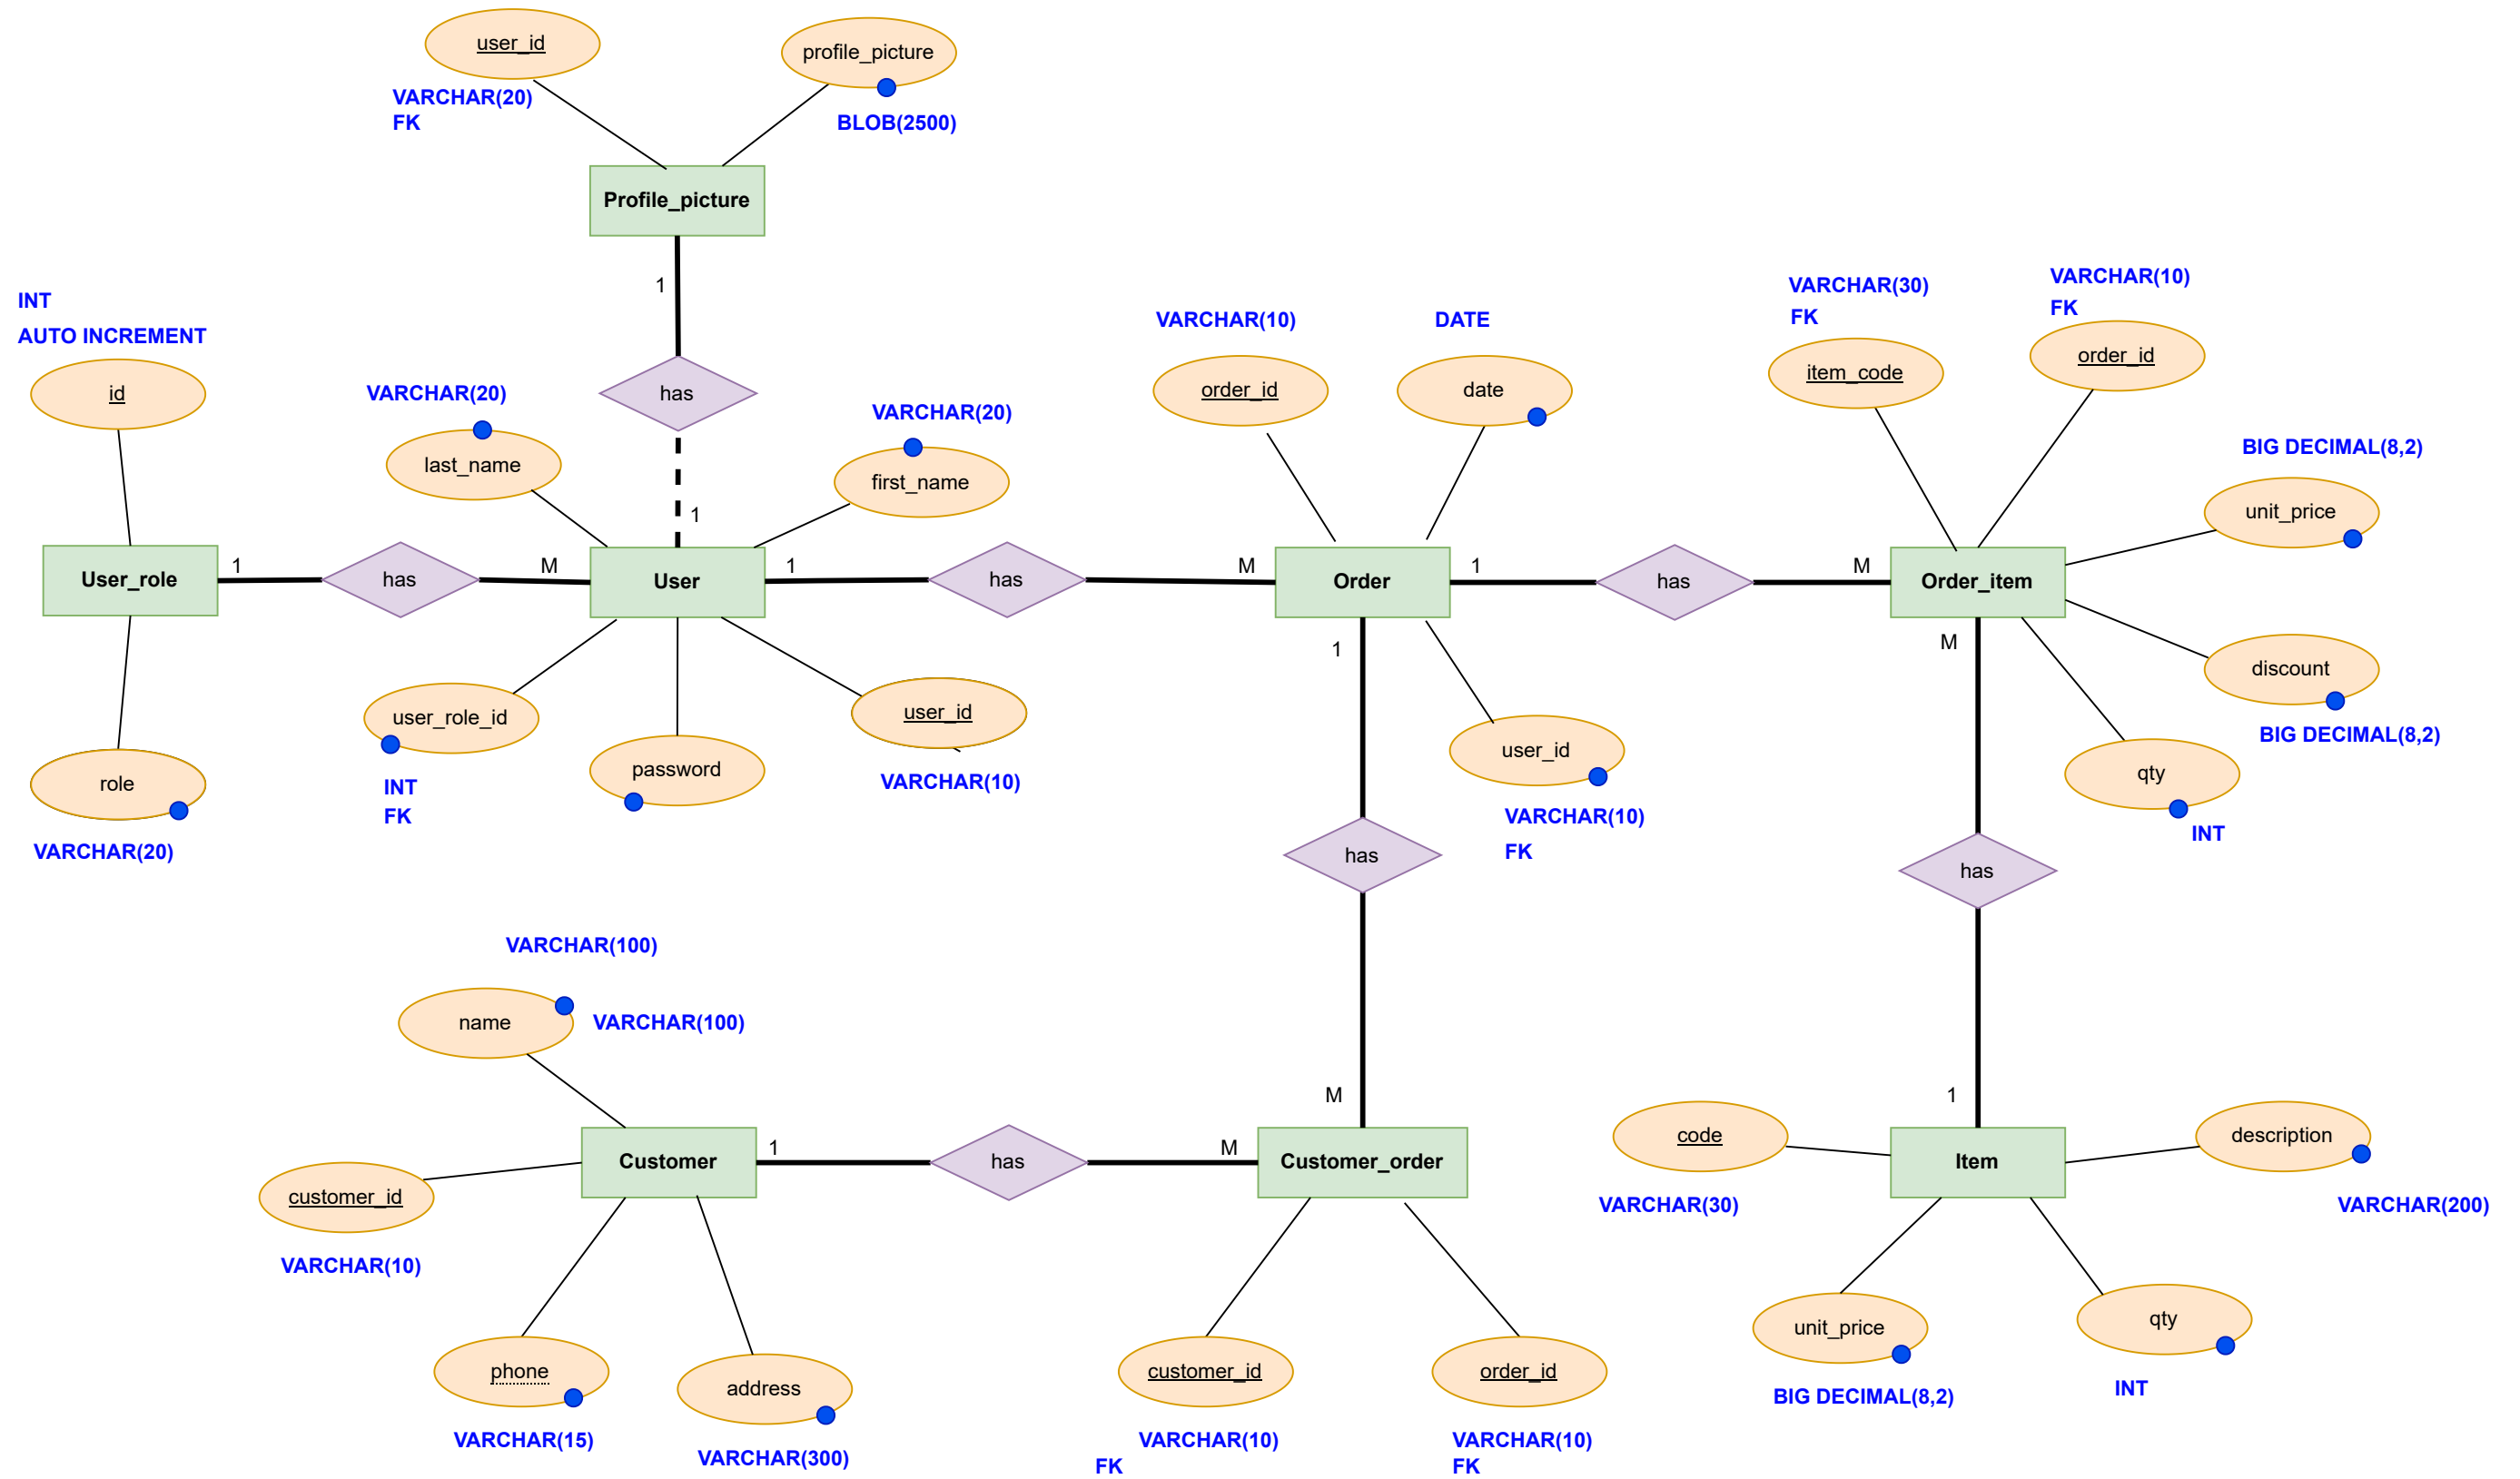 user_id
profile_picture
VARCHAR(20)
FK
BLOB(2500)
Profile_picture
1
has
1
INT
AUTO INCREMENT
id
User_role
role
VARCHAR(20)
1
has
M
VARCHAR(20)
last_name
VARCHAR(20)
first_name
User
user_role_id
INT
FK
password
user_id
VARCHAR(10)
1
has
M
VARCHAR(10)
order_id
DATE
date
Order
user_id
VARCHAR(10)
FK
1
has
M
VARCHAR(30)
FK
item_code
VARCHAR(10)
FK
order_id
BIG DECIMAL(8,2)
unit_price
Order_item
discount
BIG DECIMAL(8,2)
qty
INT
1
has
M
M
has
1
VARCHAR(100)
name
VARCHAR(100)
Customer
customer_id
VARCHAR(10)
phone
VARCHAR(15)
address
VARCHAR(300)
1
has
M
Customer_order
customer_id
VARCHAR(10)
FK
order_id
VARCHAR(10)
FK
code
VARCHAR(30)
Item
description
VARCHAR(200)
unit_price
BIG DECIMAL(8,2)
qty
INT